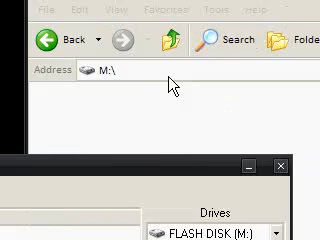 File Edit View Favorites Tools Help
Back Search Folde
Address M:\
Drives
FLASH DISK (M:)